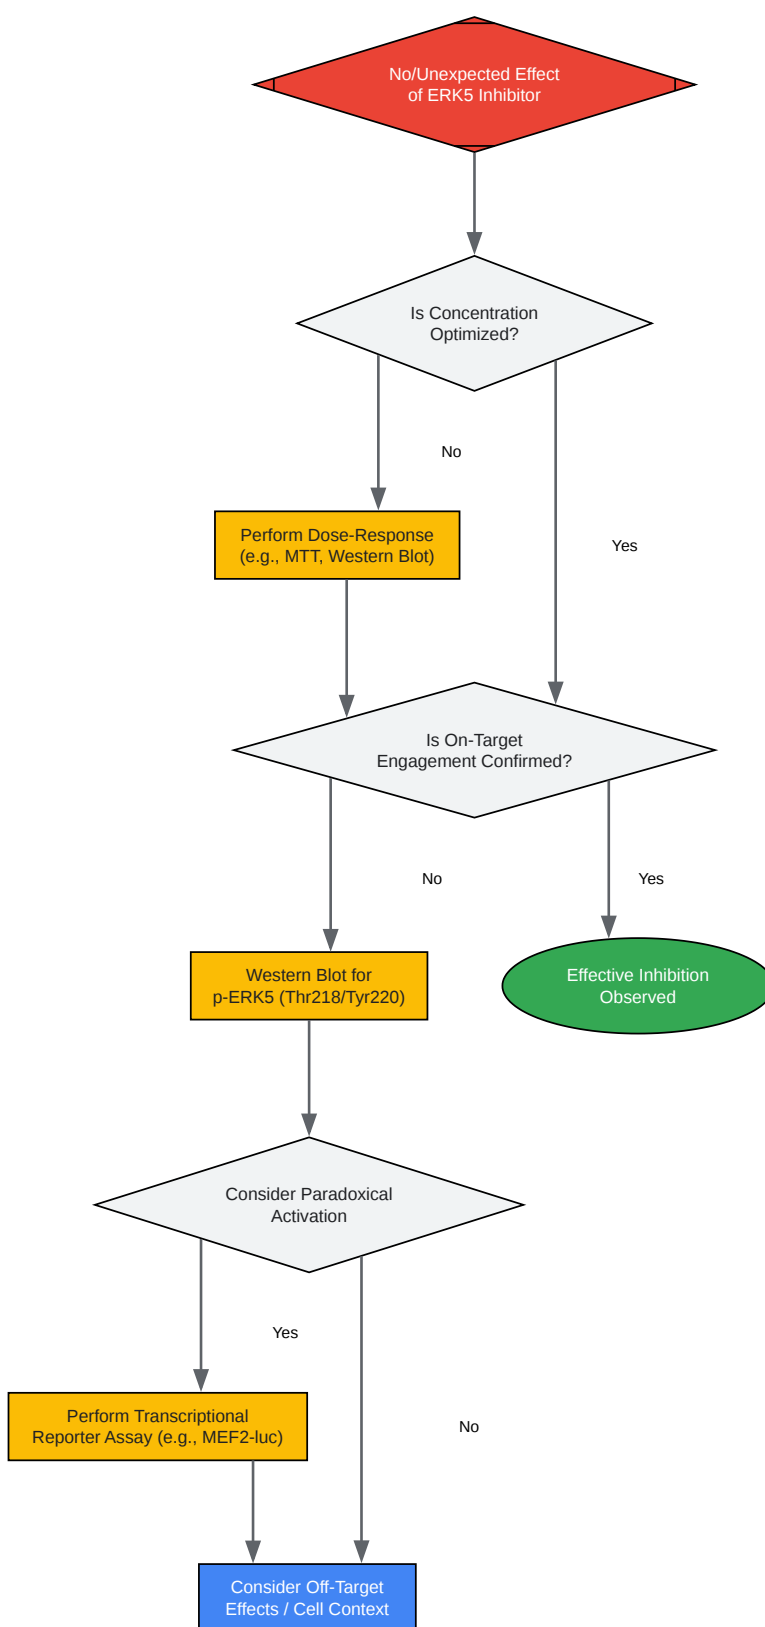 No/Unexpected Effect
of ERK5 Inhibitor
Is Concentration
Optimized?
No
Perform Dose-Response
(e.g., MTT, Western Blot)
Yes
Is On-Target
Engagement Confirmed?
No
Yes
Western Blot for
p-ERK5 (Thr218/Tyr220)
Effective Inhibition
Observed
Consider Paradoxical
Activation
Yes
Perform Transcriptional
Reporter Assay (e.g., MEF2-luc)
No
Consider Off-Target
Effects / Cell Context